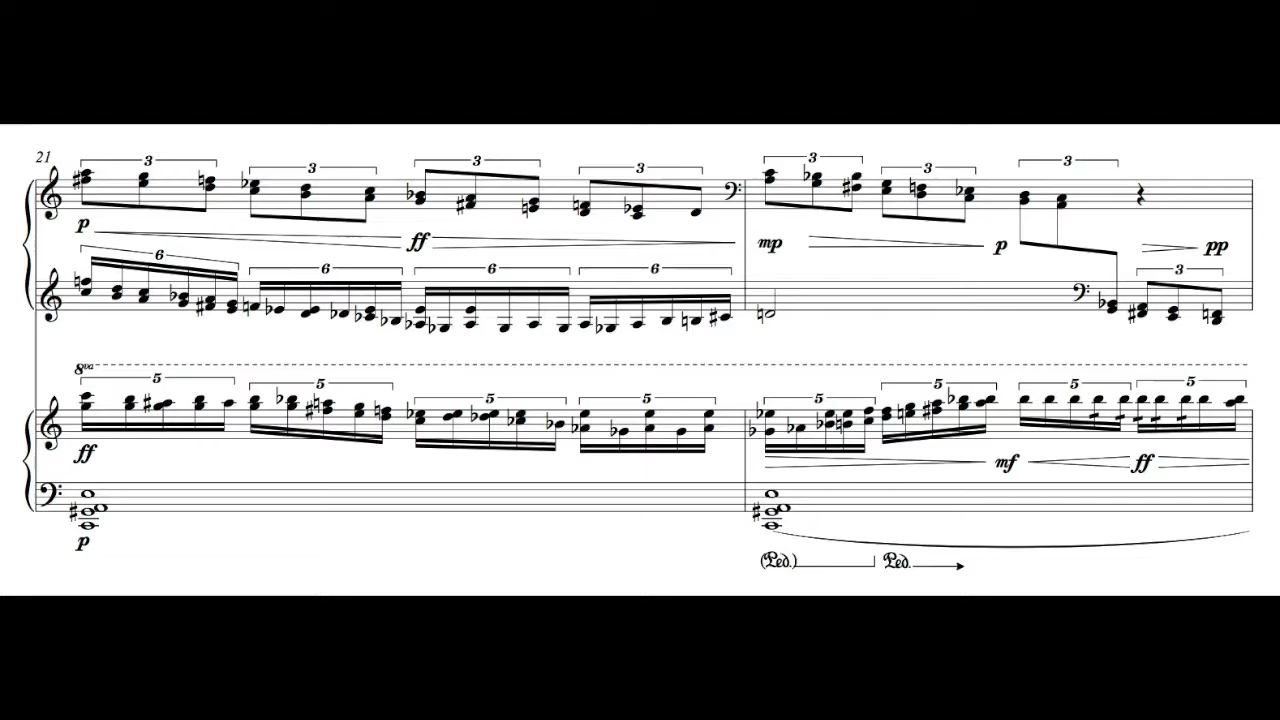 21
3 3 3 3 3 3 3
p ff mp p pp
6 6 6 6 3
8va
5 5 5 5 5 5 5 5
ff mf ff
p
(Ped.) Ped.